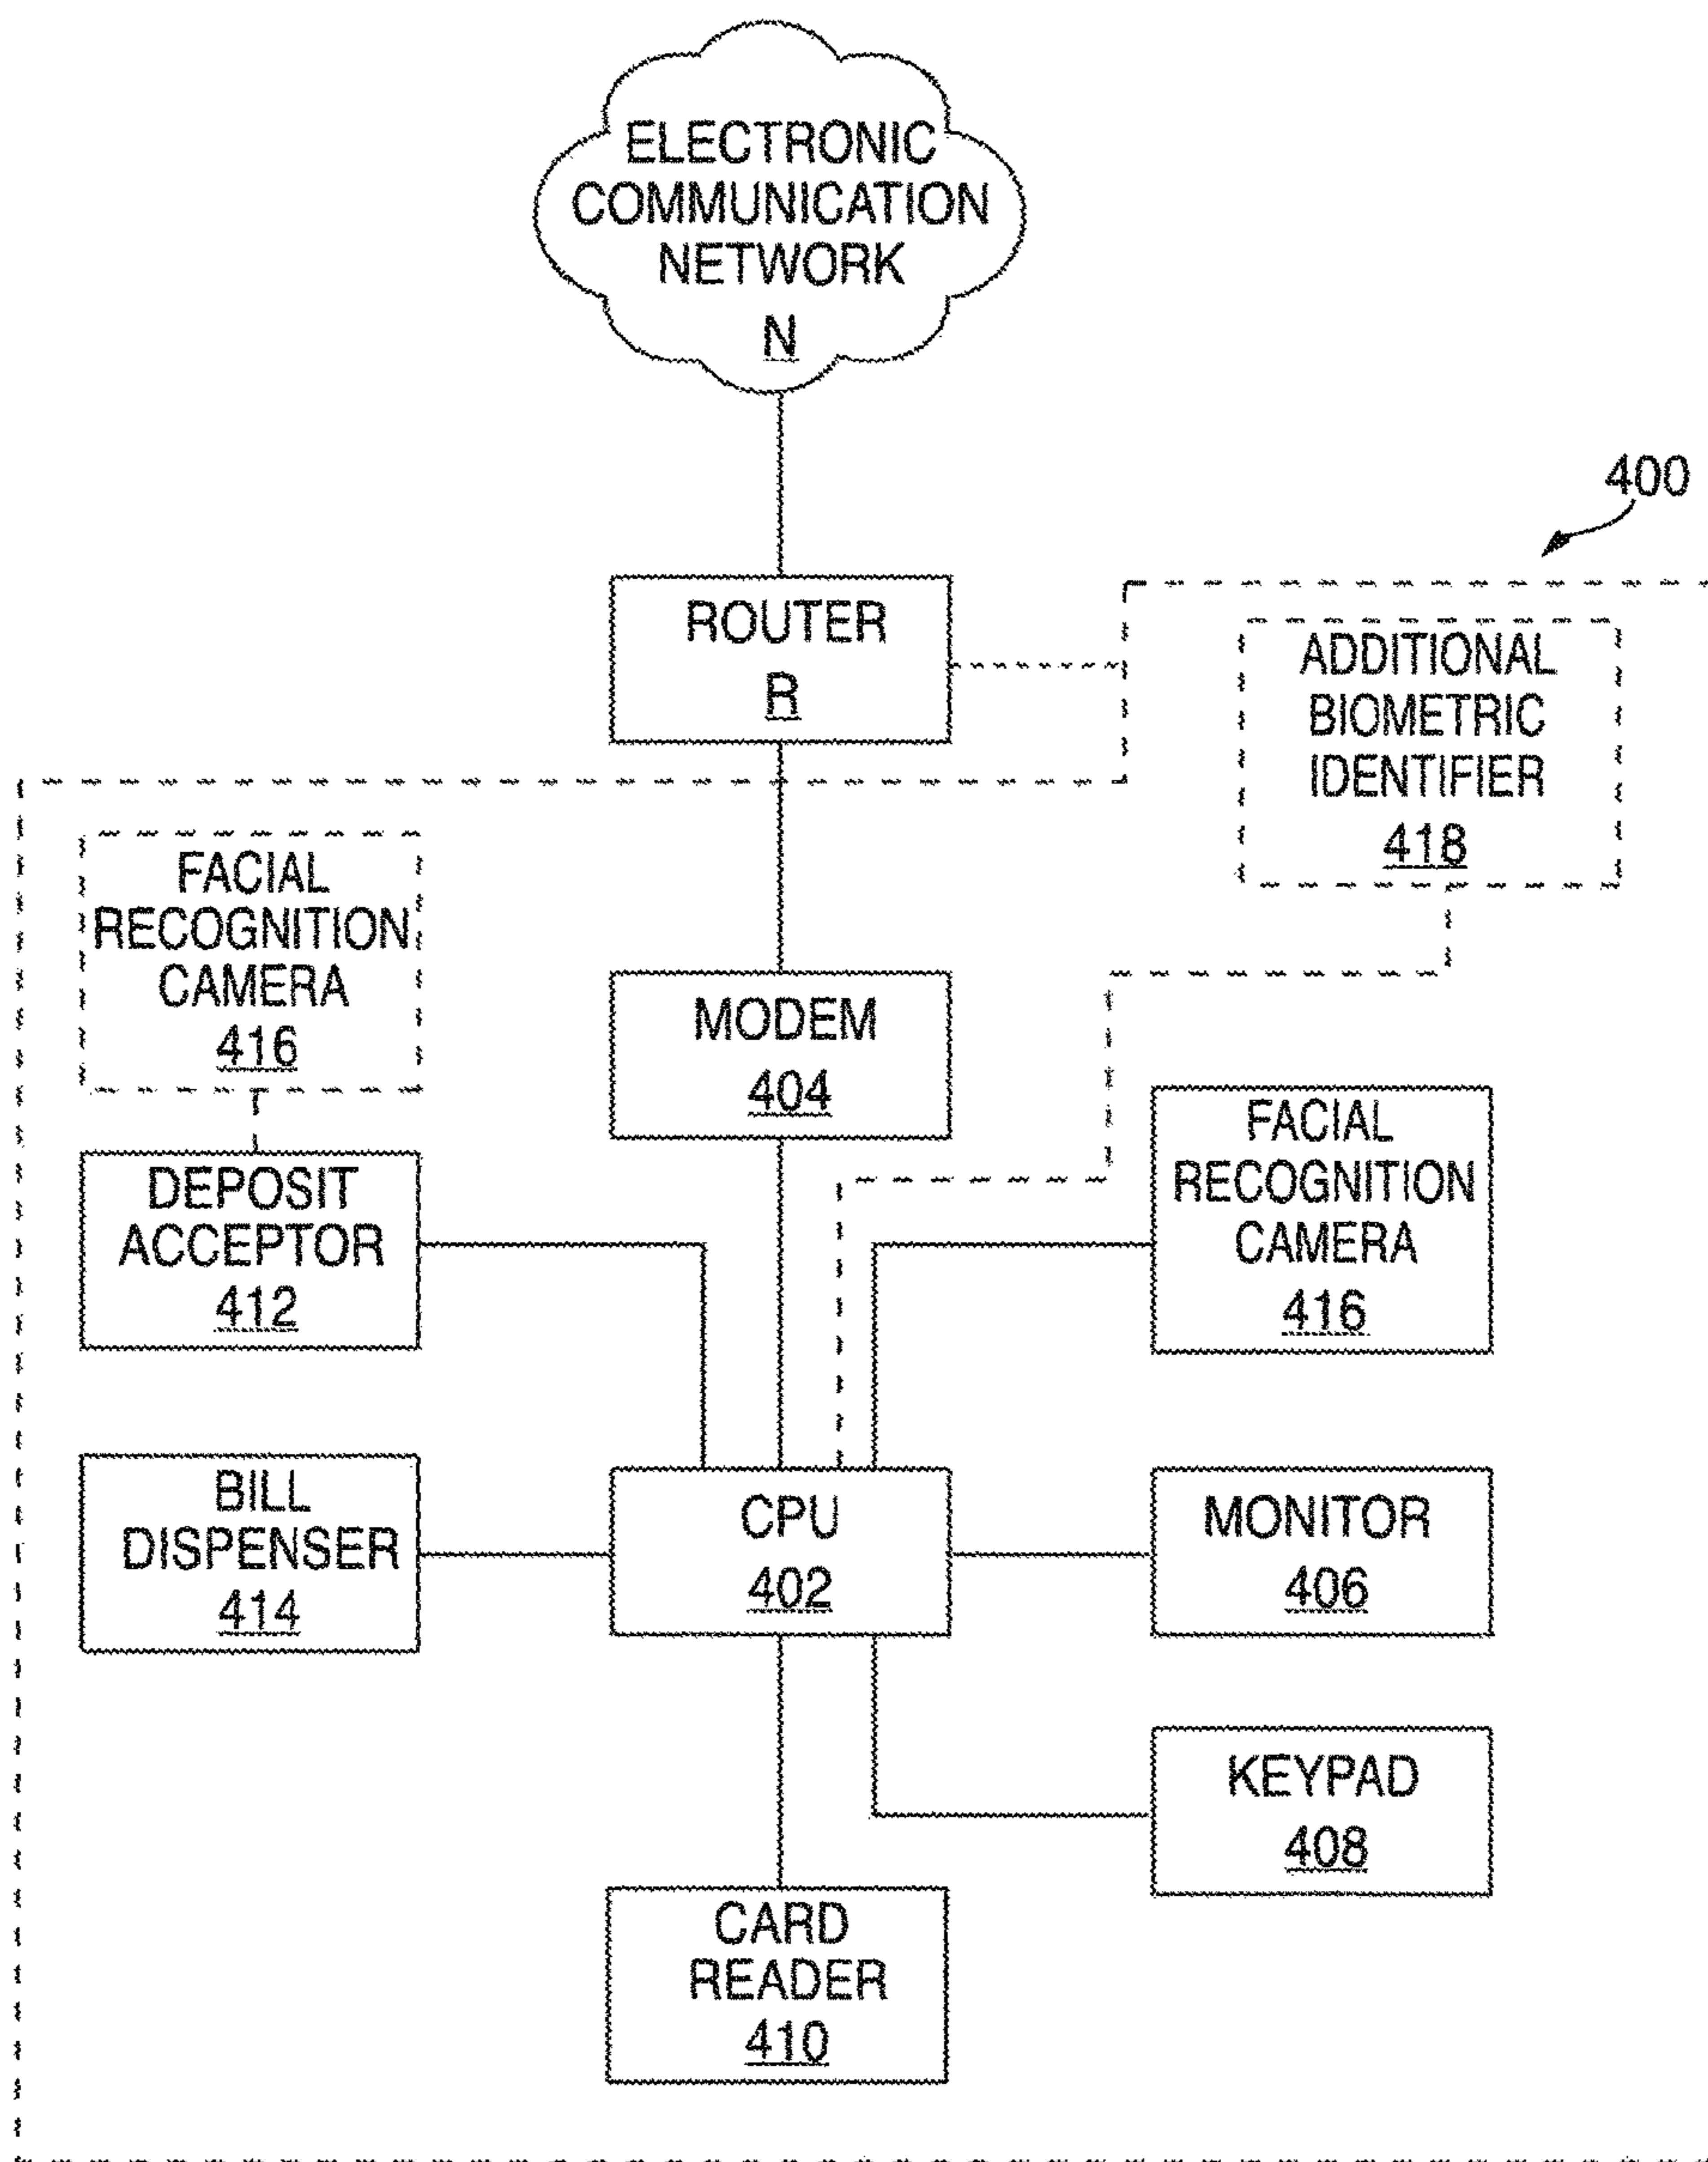 ELECTRONIC
COMMUNICATION
NETWORK
N
400
ROUTER
R
ADDITIONAL
BIOMETRIC
IDENTIFIER
418
FACIAL
RECOGNITION
CAMERA
416
MODEM
404
FACIAL
RECOGNITION
CAMERA
416
DEPOSIT
ACCEPTOR
412
BILL
DISPENSER
414
CPU
402
MONITOR
406
KEYPAD
408
CARD
READER
410